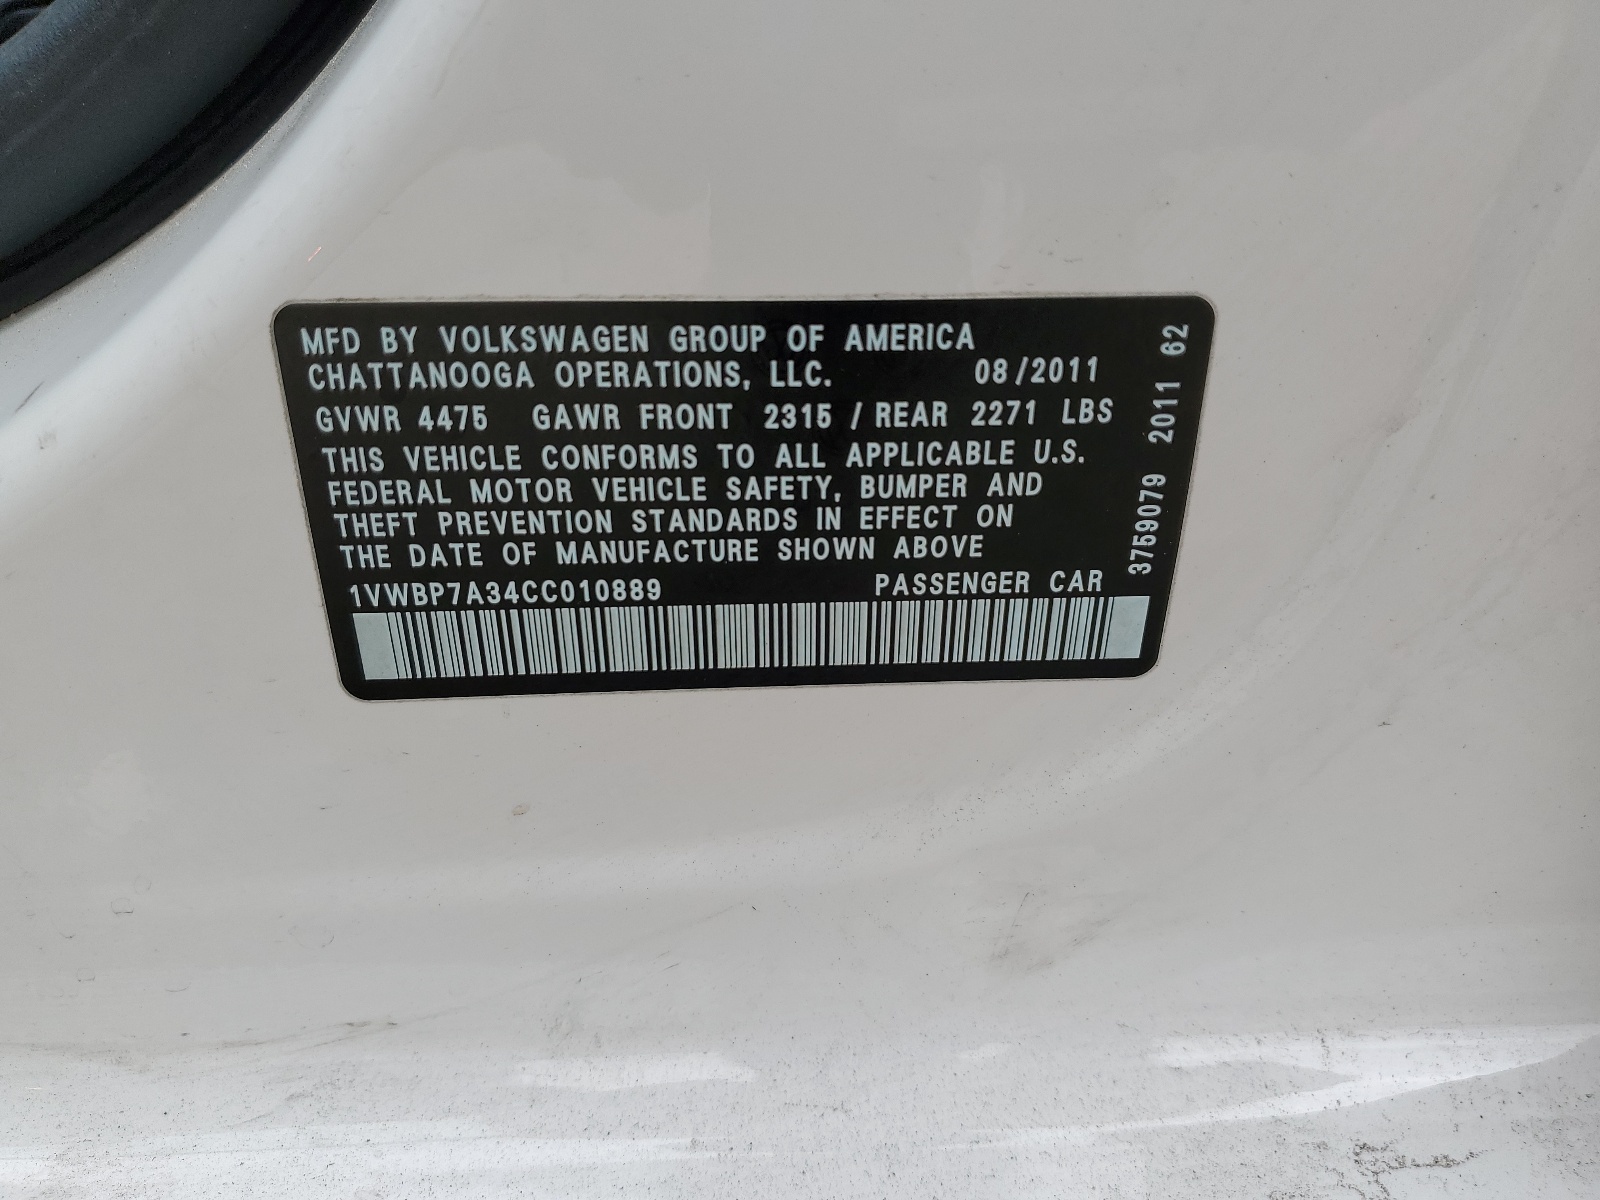 MFD BY VOLKSWAGEN GROUP OF AMERICA
CHATTANOOGA OPERATIONS, LLC. 08/2011
GVWR 4475 GAWR FRONT 2315 / REAR 2271 LBS
THIS VEHICLE CONFORMS TO ALL APPLICABLE U.S.
FEDERAL MOTOR VEHICLE SAFETY, BUMPER AND
THEFT PREVENTION STANDARDS IN EFFECT ON
THE DATE OF MANUFACTURE SHOWN ABOVE
1VWBP7A34CC010889 PASSENGER CAR
3759079 2011 62